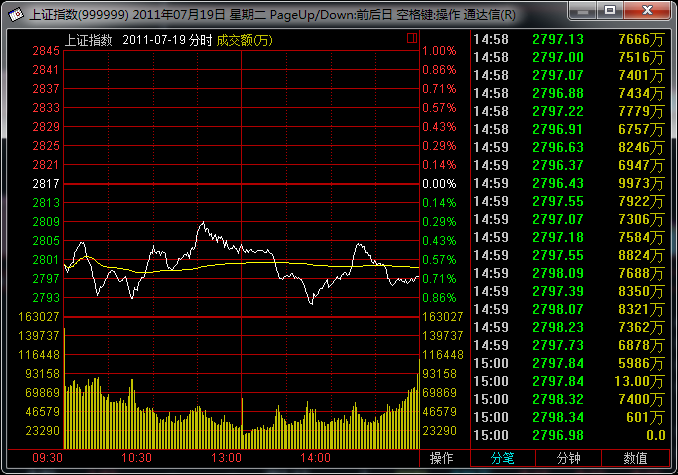 上证指数(999999) 2011年07月19日 星期二 PageUp/Down:前后日 空格键:操作 通达信(R)
上证指数 2011-07-19 分时 成交额(万)
2845 1.00%
2841 0.86%
2837 0.71%
2833 0.57%
2829 0.43%
2825 0.29%
2821 0.14%
2817 0.00%
2813 0.14%
2809 0.29%
2805 0.43%
2801 0.57%
2797 0.71%
2793 0.86%
163027 163027
139737 139737
116448 116448
93158 93158
69869 69869
46579 46579
23290 23290
09:30 10:30 13:00 14:00 操作
14:58 2797.13 7666万
14:58 2797.00 7516万
14:58 2797.07 7401万
14:58 2796.88 7434万
14:58 2797.22 7779万
14:58 2796.91 6757万
14:59 2796.63 8246万
14:59 2796.37 6947万
14:59 2796.43 9973万
14:59 2797.55 7922万
14:59 2797.07 7306万
14:59 2797.18 7584万
14:59 2797.55 8824万
14:59 2798.09 7688万
14:59 2797.39 8350万
14:59 2798.07 8321万
14:59 2798.23 7362万
14:59 2797.73 6878万
15:00 2797.84 5986万
15:00 2797.84 13.00万
15:00 2798.32 7400万
15:00 2798.34 601万
15:00 2796.98 0.0
分笔 分钟 数值